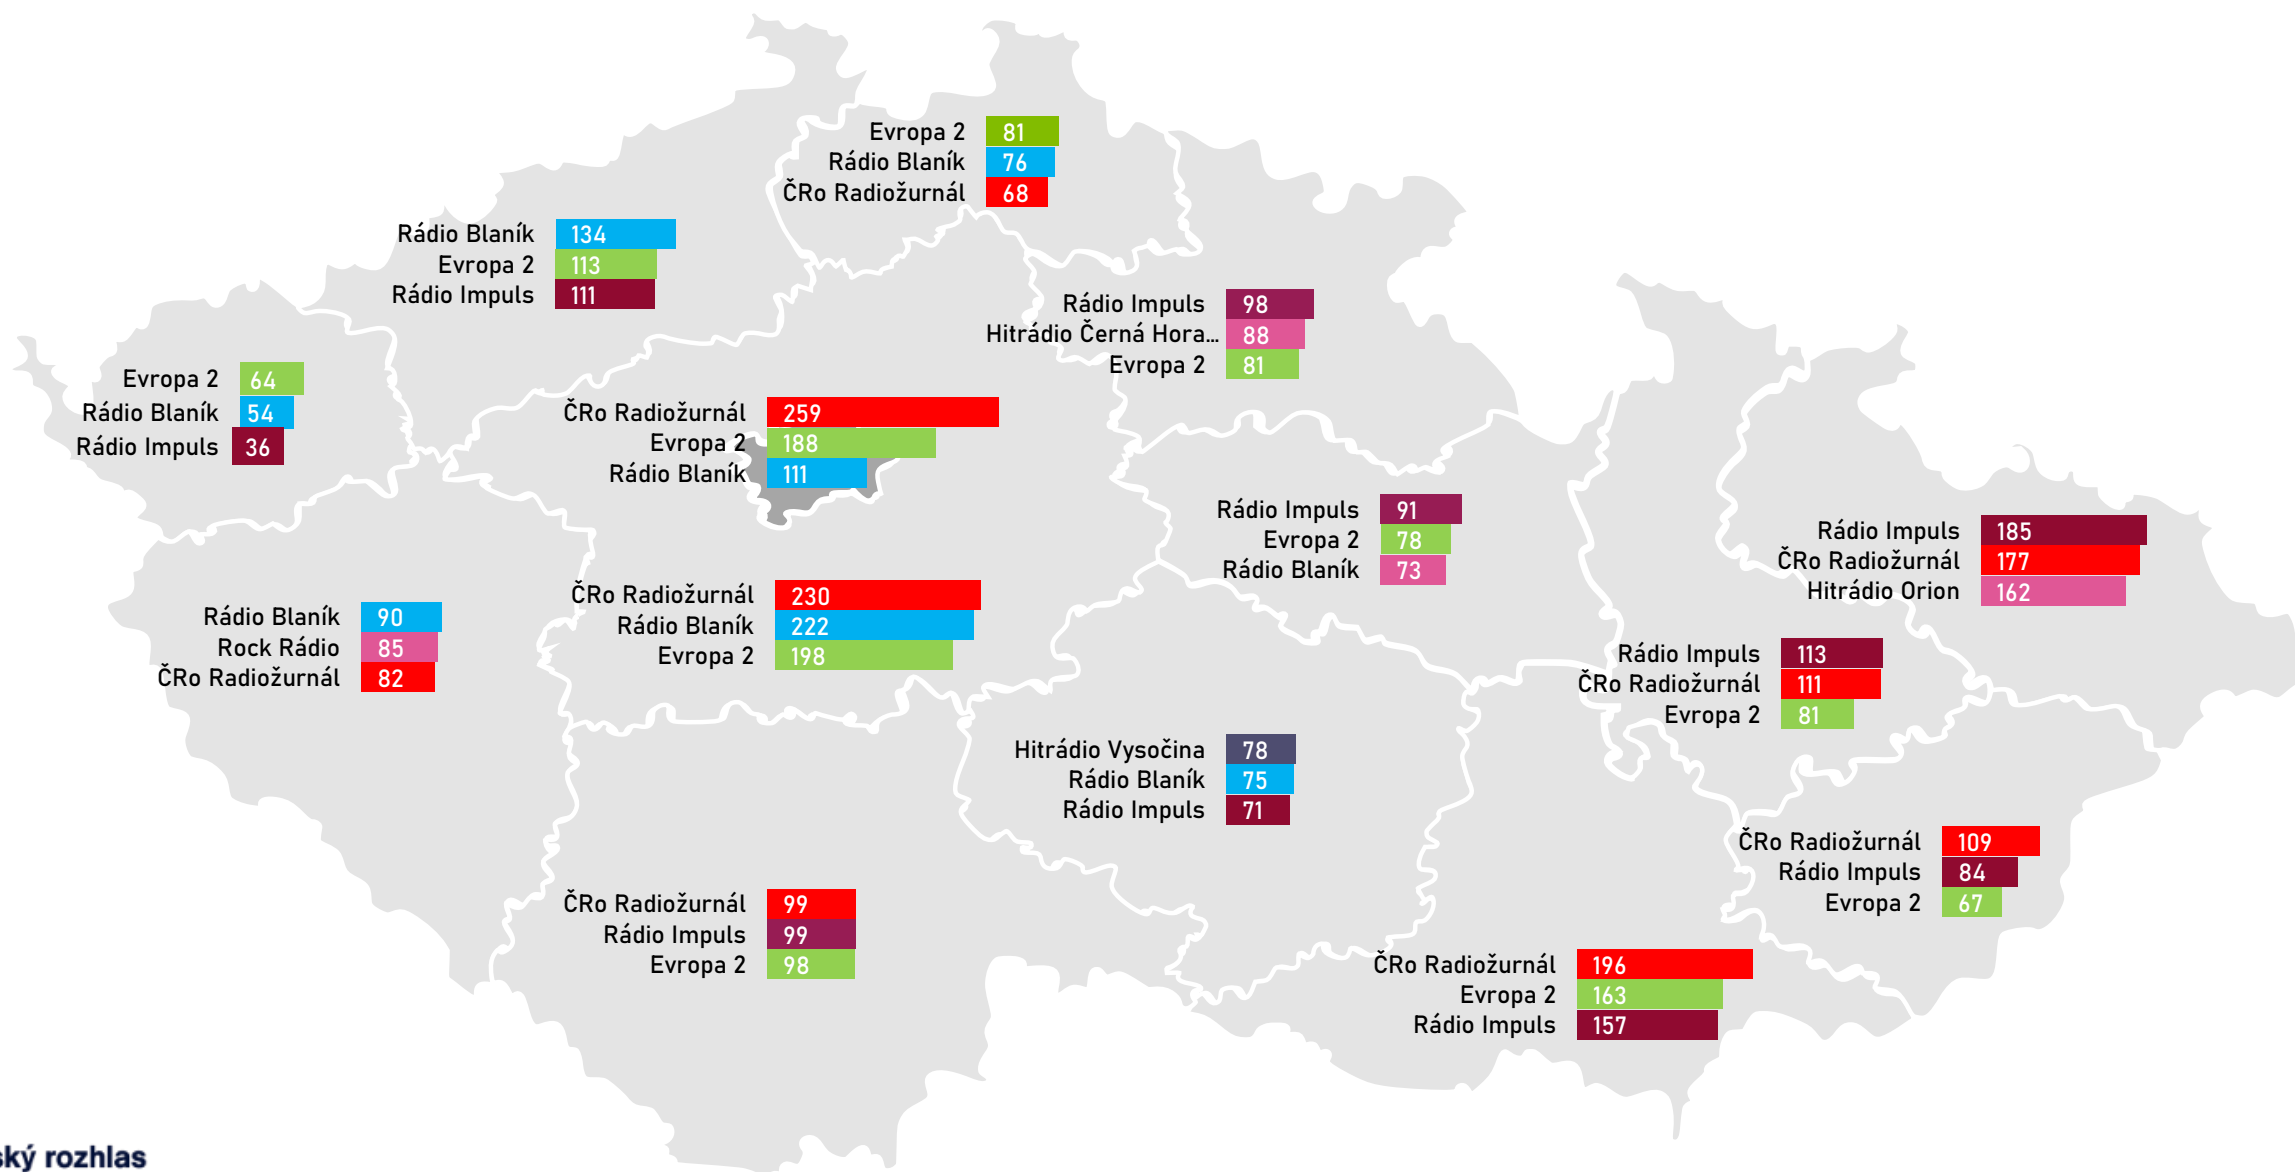 Evropa 2 81
Rádio Blaník 76
ČRo Radiožurnál 68
Rádio Blaník 134
Evropa 2 113
Rádio Impuls 111
Rádio Impuls 98
Hitrádio Černá Hora... 88
Evropa 2 81
Evropa 2 64
Rádio Blaník 54
Rádio Impuls 36
ČRo Radiožurnál 259
Evropa 2 188
Rádio Blaník 111
Rádio Impuls 91
Evropa 2 78
Rádio Blaník 73
Rádio Impuls 185
ČRo Radiožurnál 177
Hitrádio Orion 162
ČRo Radiožurnál 230
Rádio Blaník 222
Evropa 2 198
Rádio Blaník 90
Rock Rádio 85
ČRo Radiožurnál 82
Rádio Impuls 113
ČRo Radiožurnál 111
Evropa 2 81
Hitrádio Vysočina 78
Rádio Blaník 75
Rádio Impuls 71
ČRo Radiožurnál 109
Rádio Impuls 84
Evropa 2 67
ČRo Radiožurnál 99
Rádio Impuls 99
Evropa 2 98
ČRo Radiožurnál 196
Evropa 2 163
Rádio Impuls 157
ský rozhlas